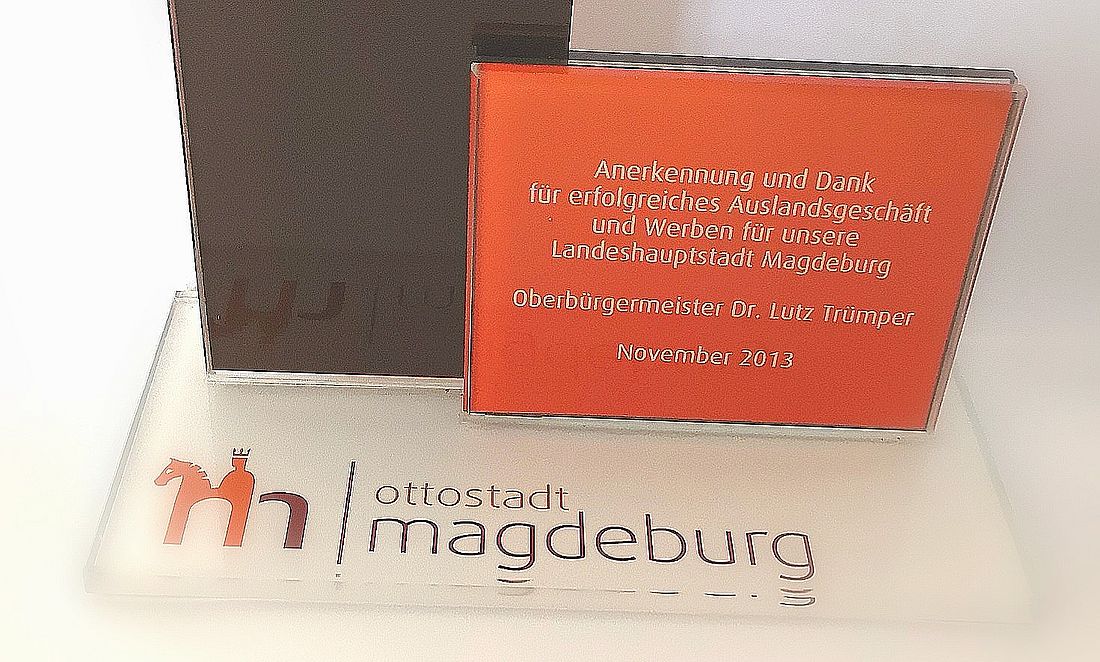 Anerkennung und Dank
für erfolgreiches Auslandsgeschäft
und Werben für unsere
Landeshauptstadt Magdeburg
Oberbürgermeister Dr. Lutz Trümper
November 2013
ottostadt
magdeburg